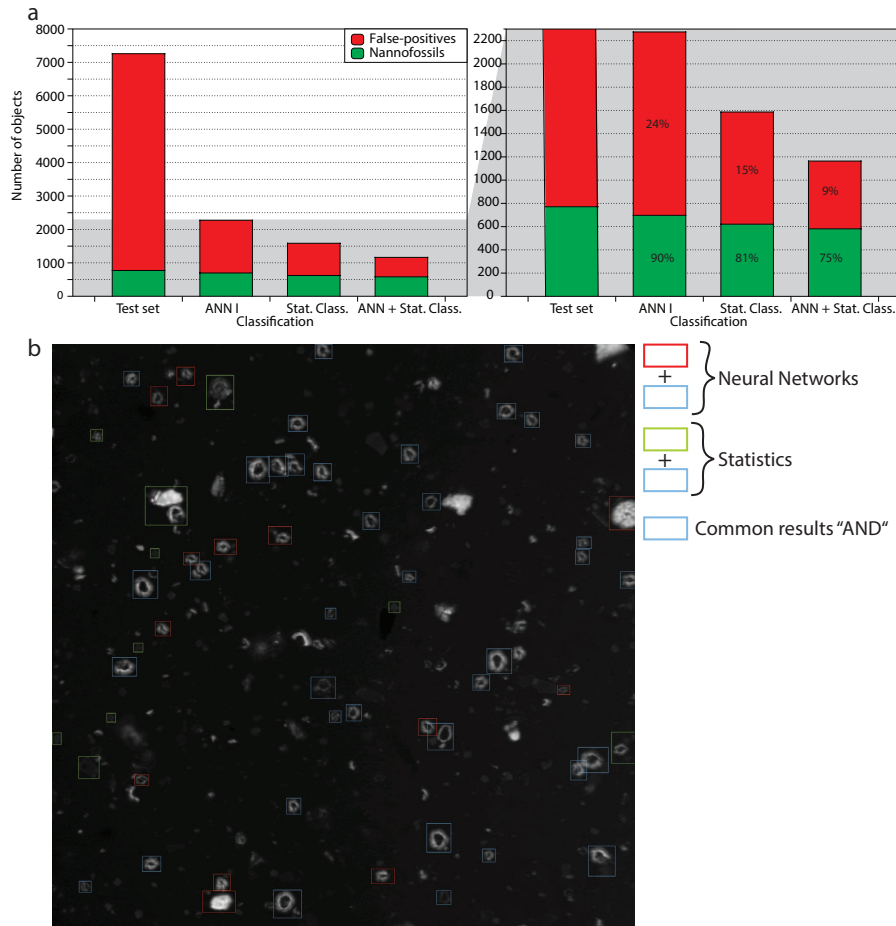 a
8000
7000
6000
5000
4000
3000
2000
1000
0
Number of objects
False-positives
Nannofossils
Test set
ANN I
Stat. Class.
ANN + Stat. Class.
Classification
2200
2000
1800
1600
1400
1200
1000
800
600
400
200
0
24%
15%
9%
90%
81%
75%
Test set
ANN I
Stat. Class.
ANN + Stat. Class.
Classification
b
+
Neural Networks
+
Statistics
Common results “AND“